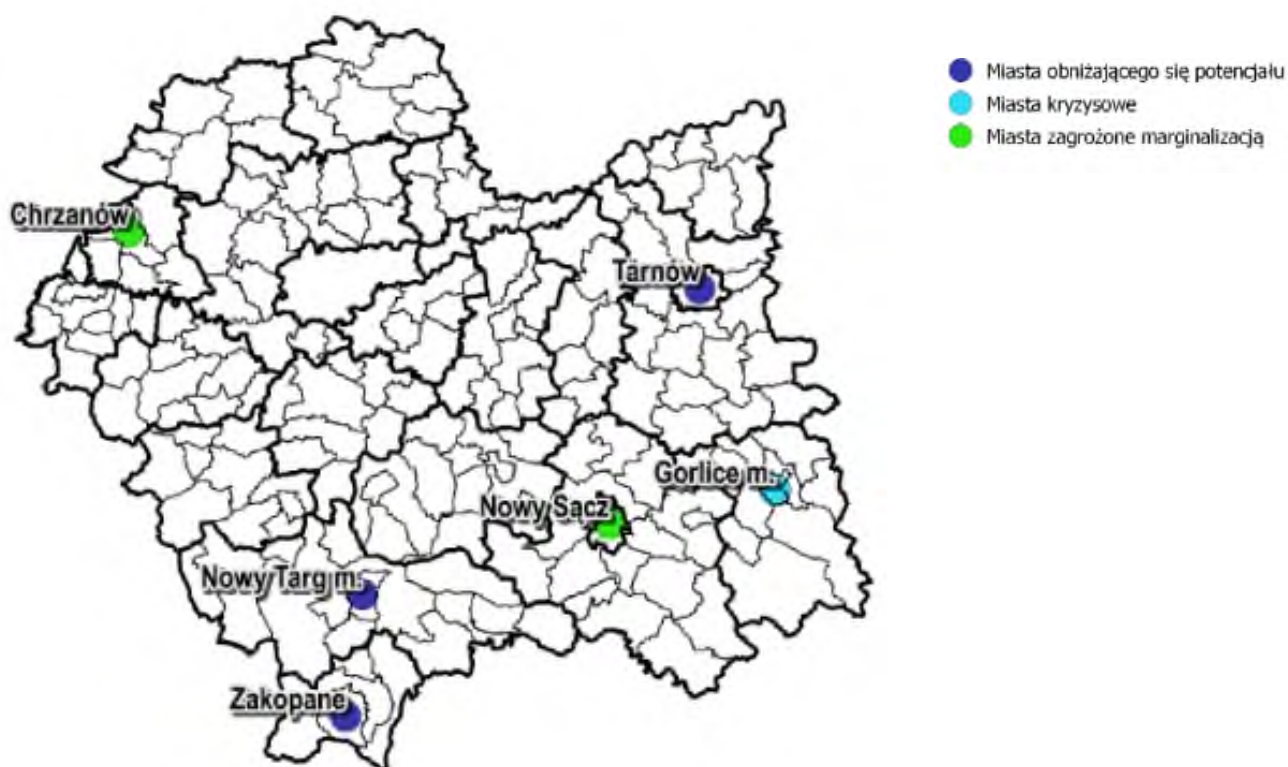 Miasta obniżającego się potencjału
Miasta kryzysowe
Miasta zagrożone marginalizacją
Chrzanów
Tarnów
Gorlice m.
Nowy Sącz
Nowy Targ m.
Zakopane